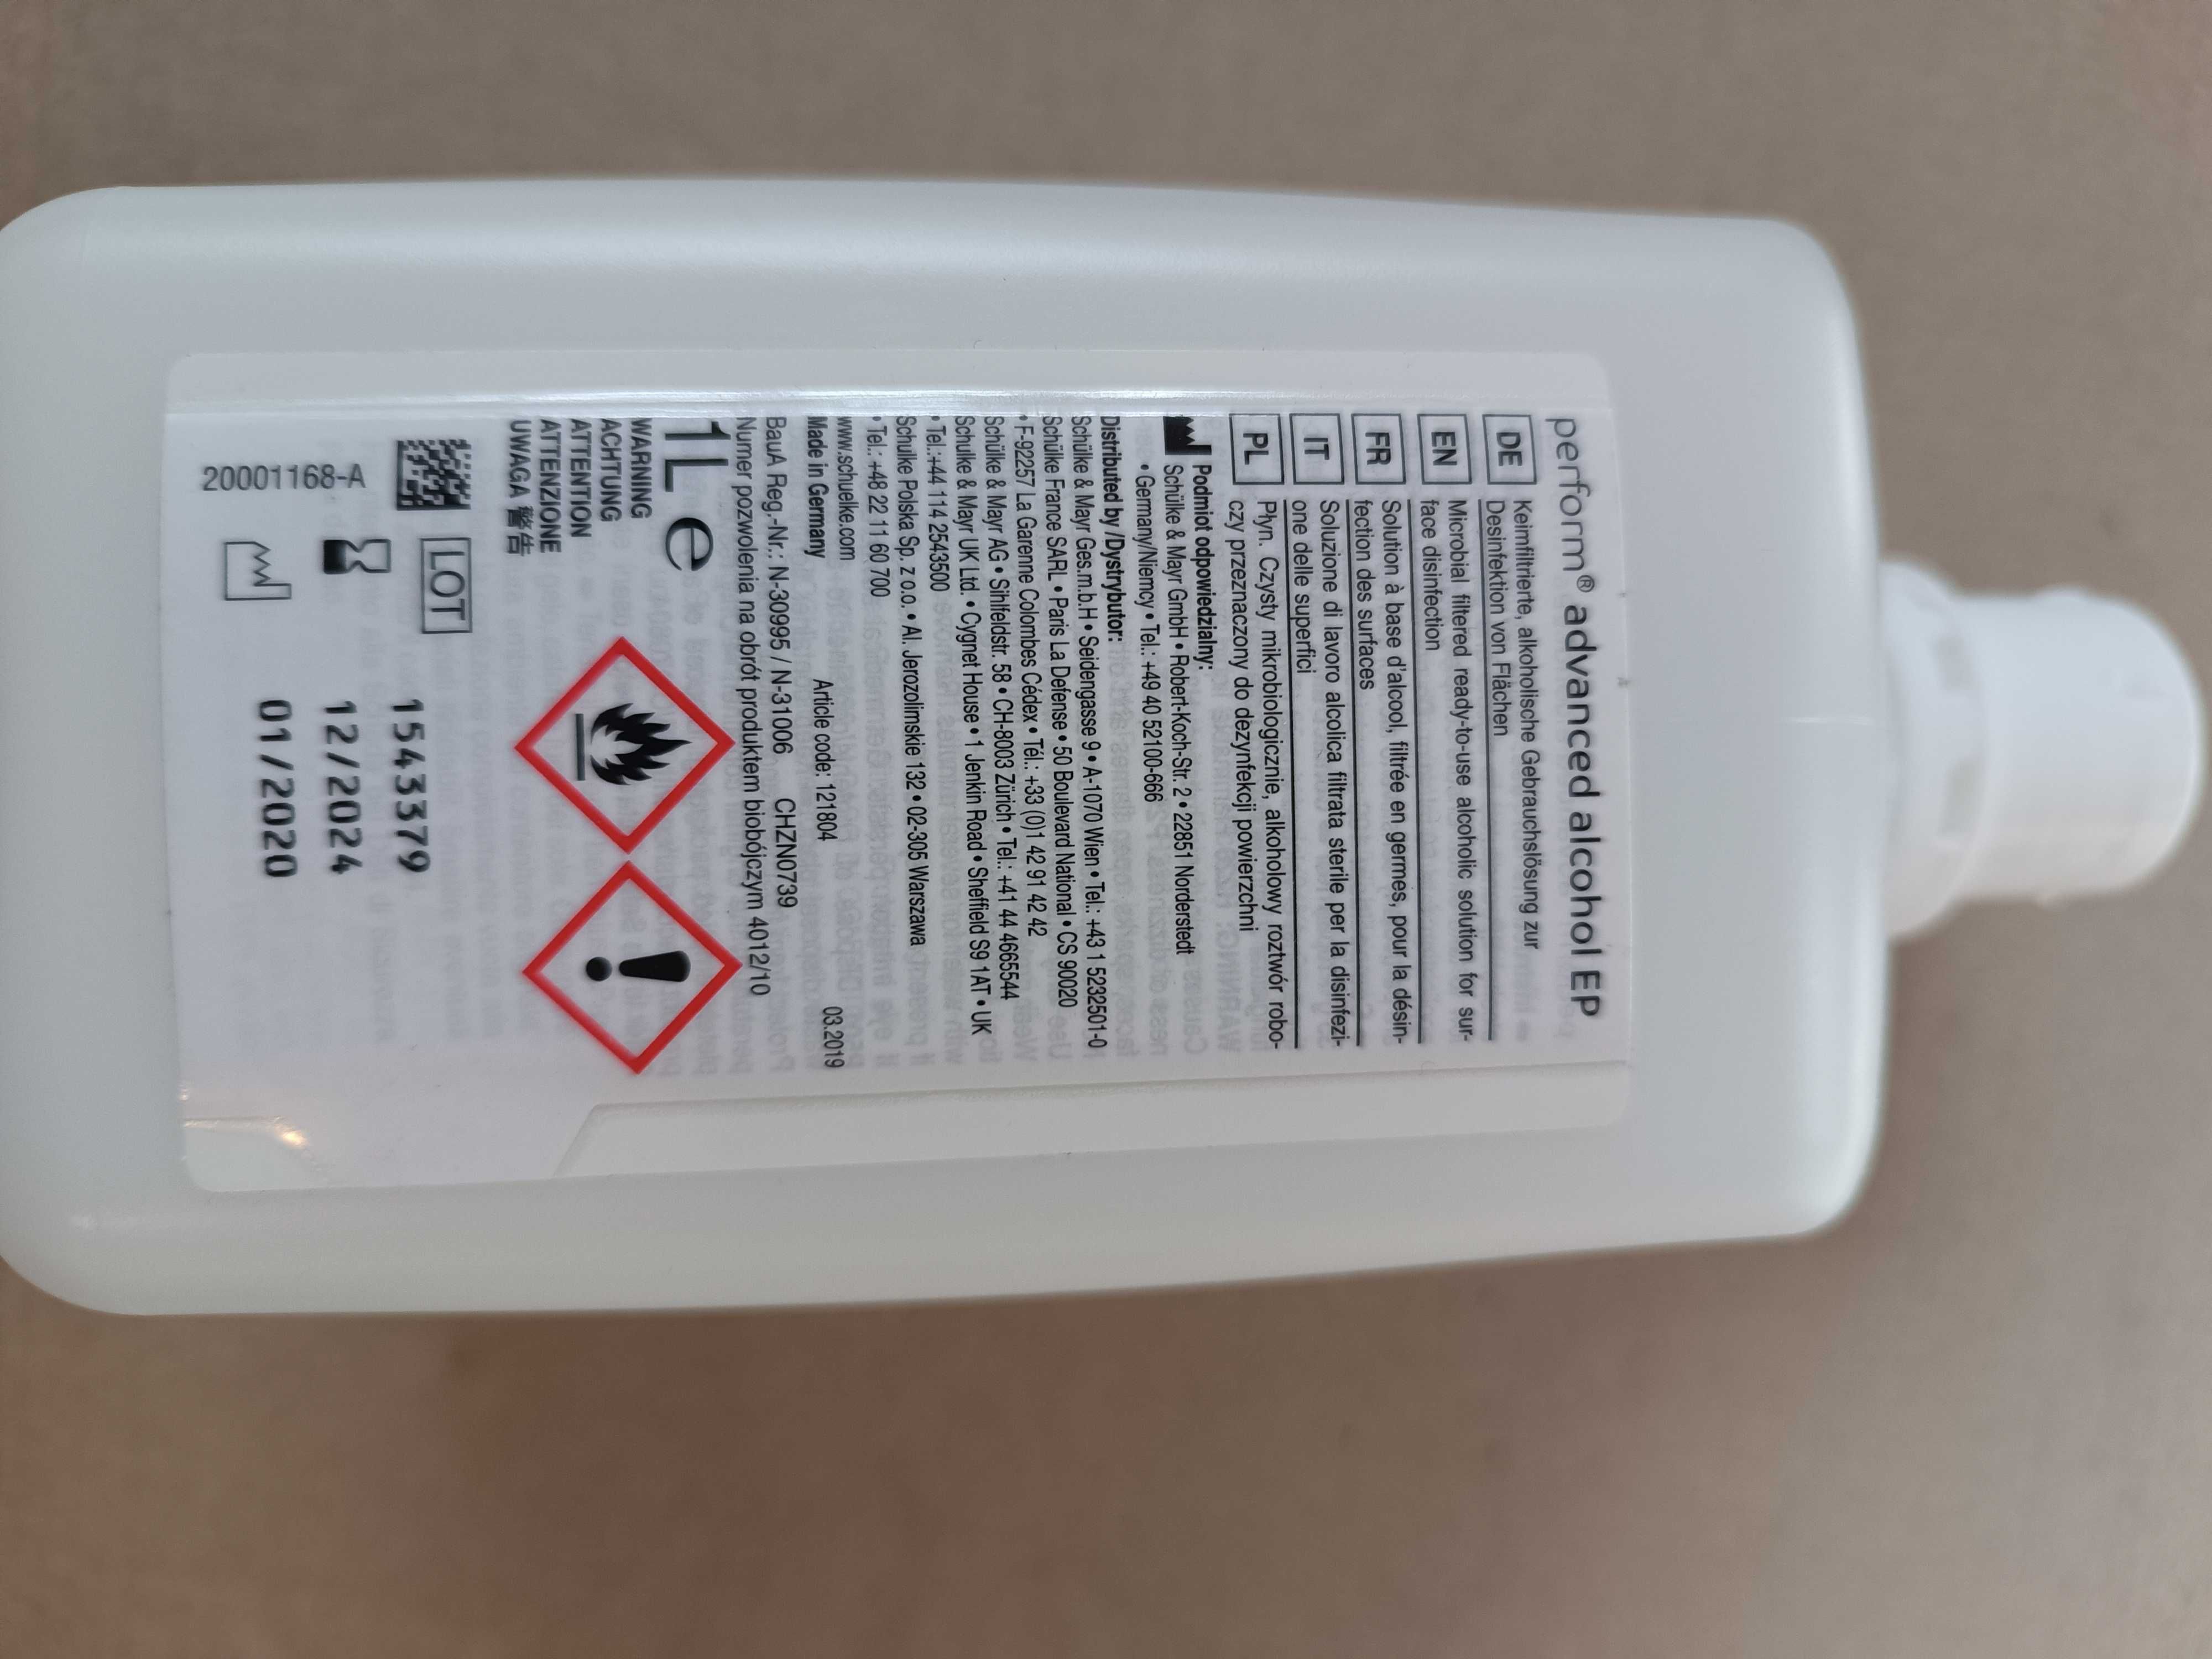 perform® advanced alcohol EP
DE Keimfiltrierte, alkoholische Gebrauchslösung zur
Desinfektion von Flächen
EN Microbial filtered ready-to-use alcoholic solution for sur-
face disinfection
FR Solution à base d'alcool, filtrée en germes, pour la désin-
fection des surfaces
IT Soluzione di lavoro alcolica filtrata sterile per la disinfezi-
one delle superfici
PL Płyn. Czysty mikrobiologicznie, alkoholowy roztwór robo-
czy przeznaczony do dezynfekcji powierzchni
Podmiot odpowiedzialny:
Schülke & Mayr GmbH • Robert-Koch-Str. 2 • 22851 Norderstedt
• Germany/Niemcy • Tel.: +49 40 52100-666
Distributed by /Dystrybutor:
Schülke & Mayr Ges.m.b.H • Seidengasse 9 • A-1070 Wien • Tel.: +43 1 5232501-0
Schülke France SARL • Paris La Defense • 50 Boulevard National • CS 90020
• F-92257 La Garenne Colombes Cédex • Tél.: +33 (0)1 42 91 42 42
Schülke & Mayr AG • Sihlfeldstr. 58 • CH-8003 Zürich • Tel.: +41 44 4665544
Schülke & Mayr UK Ltd. • Cygnet House • 1 Jenkin Road • Sheffield S9 1AT • UK
• Tel.:+44 114 2543500
Schulke Polska Sp. z o.o. • Al. Jerozolimskie 132 • 02-305 Warszawa
• Tel.: +48 22 11 60 700
www.schuelke.com
Made in Germany Article code: 121804 03.2019
BauA Reg.-Nr.: N-30995 / N-31006 CHZN0739
Numer pozwolenia na obrót produktem biobójczym 4012/10
1L e
WARNING
ACHTUNG
ATTENTION
ATTENZIONE
UWAGA 警告
LOT 1543379
12/2024
01/2020
20001168-A